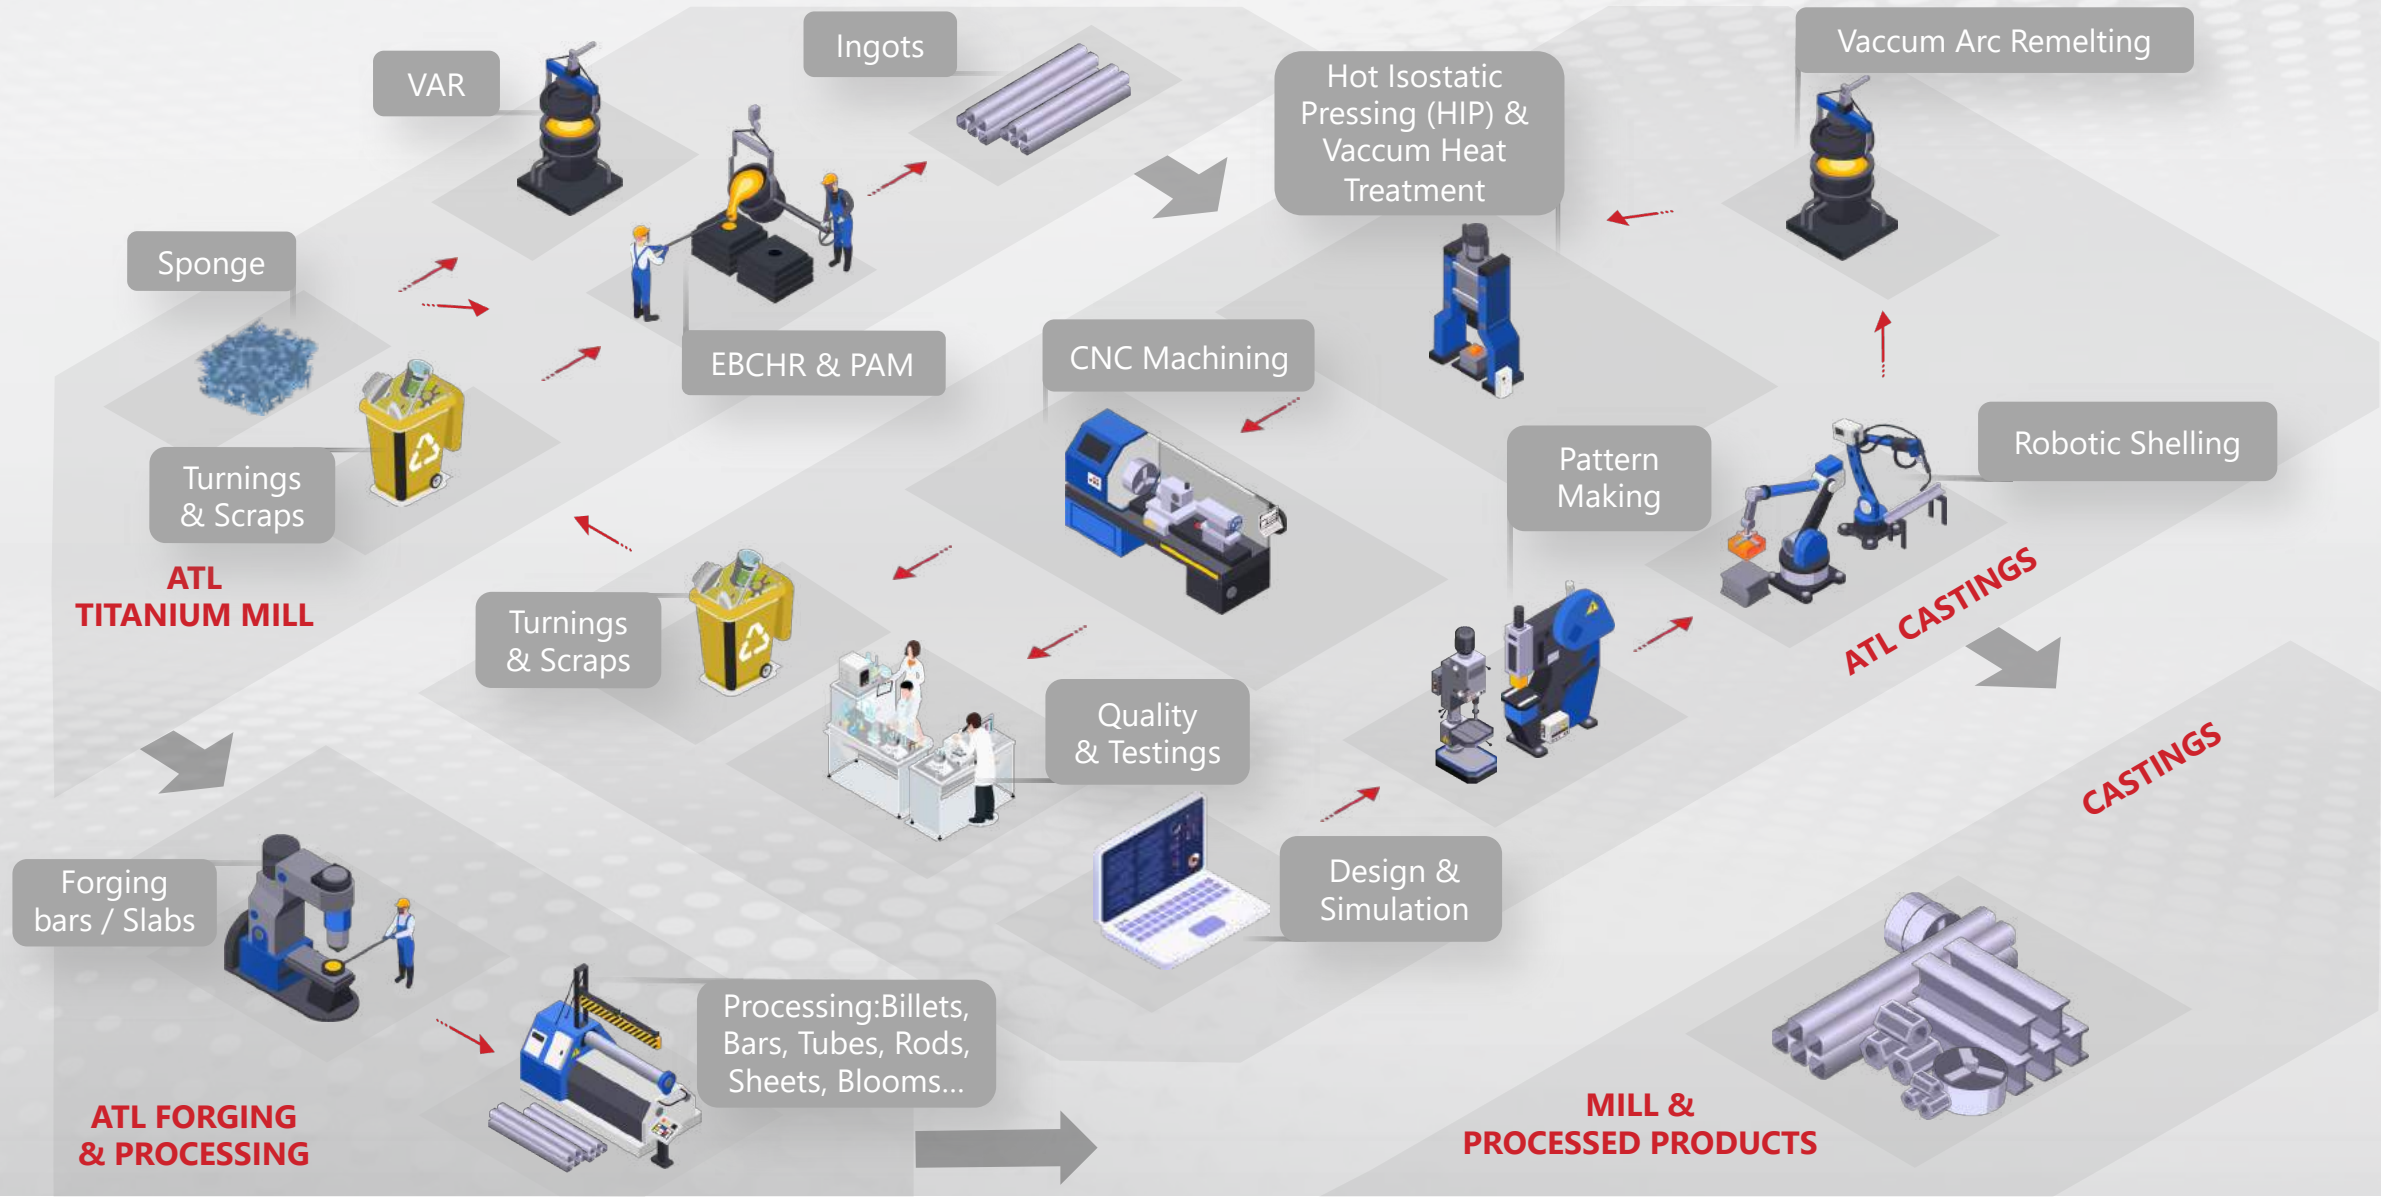 VAR
Ingots
Vaccum Arc Remelting
Hot Isostatic
Pressing (HIP) &
Vaccum Heat
Treatment
Sponge
EBCHR & PAM
CNC Machining
Turnings
& Scraps
Pattern
Making
Robotic Shelling
ATL
TITANIUM MILL
Turnings
& Scraps
ATL CASTINGS
Quality
& Testings
CASTINGS
Design &
Simulation
Forging
bars / Slabs
Processing:Billets,
Bars, Tubes, Rods,
Sheets, Blooms...
ATL FORGING
& PROCESSING
MILL &
PROCESSED PRODUCTS